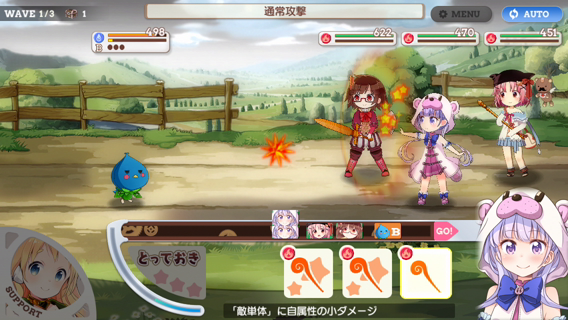 WAVE 1/3 1
通常攻撃
MENU
AUTO
498
B
622
470
451
B
GO!
とっておき
SUPPORT
「敵単体」に自属性の小ダメージ